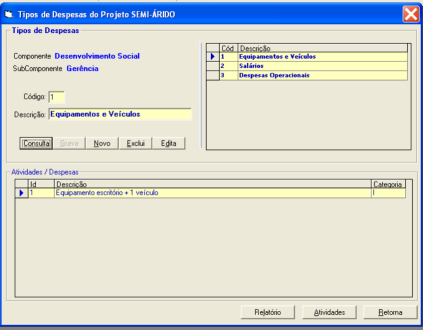 Tipos de Despesas do Projeto SEMI-ÁRIDO
Tipos de Despesas
Componente Desenvolvimento Social
SubComponente Gerência
Código: 1
Descrição: Equipamentos e Veículos
Consulta Grava Novo Exclui Edita
Cód Descrição
1 Equipamentos e Veículos
2 Salários
3 Despesas Operacionais
Atividades / Despesas
Id Descrição Categoria
1 Equipamento escritório + 1 veículo I
Relatório Atividades Retorna